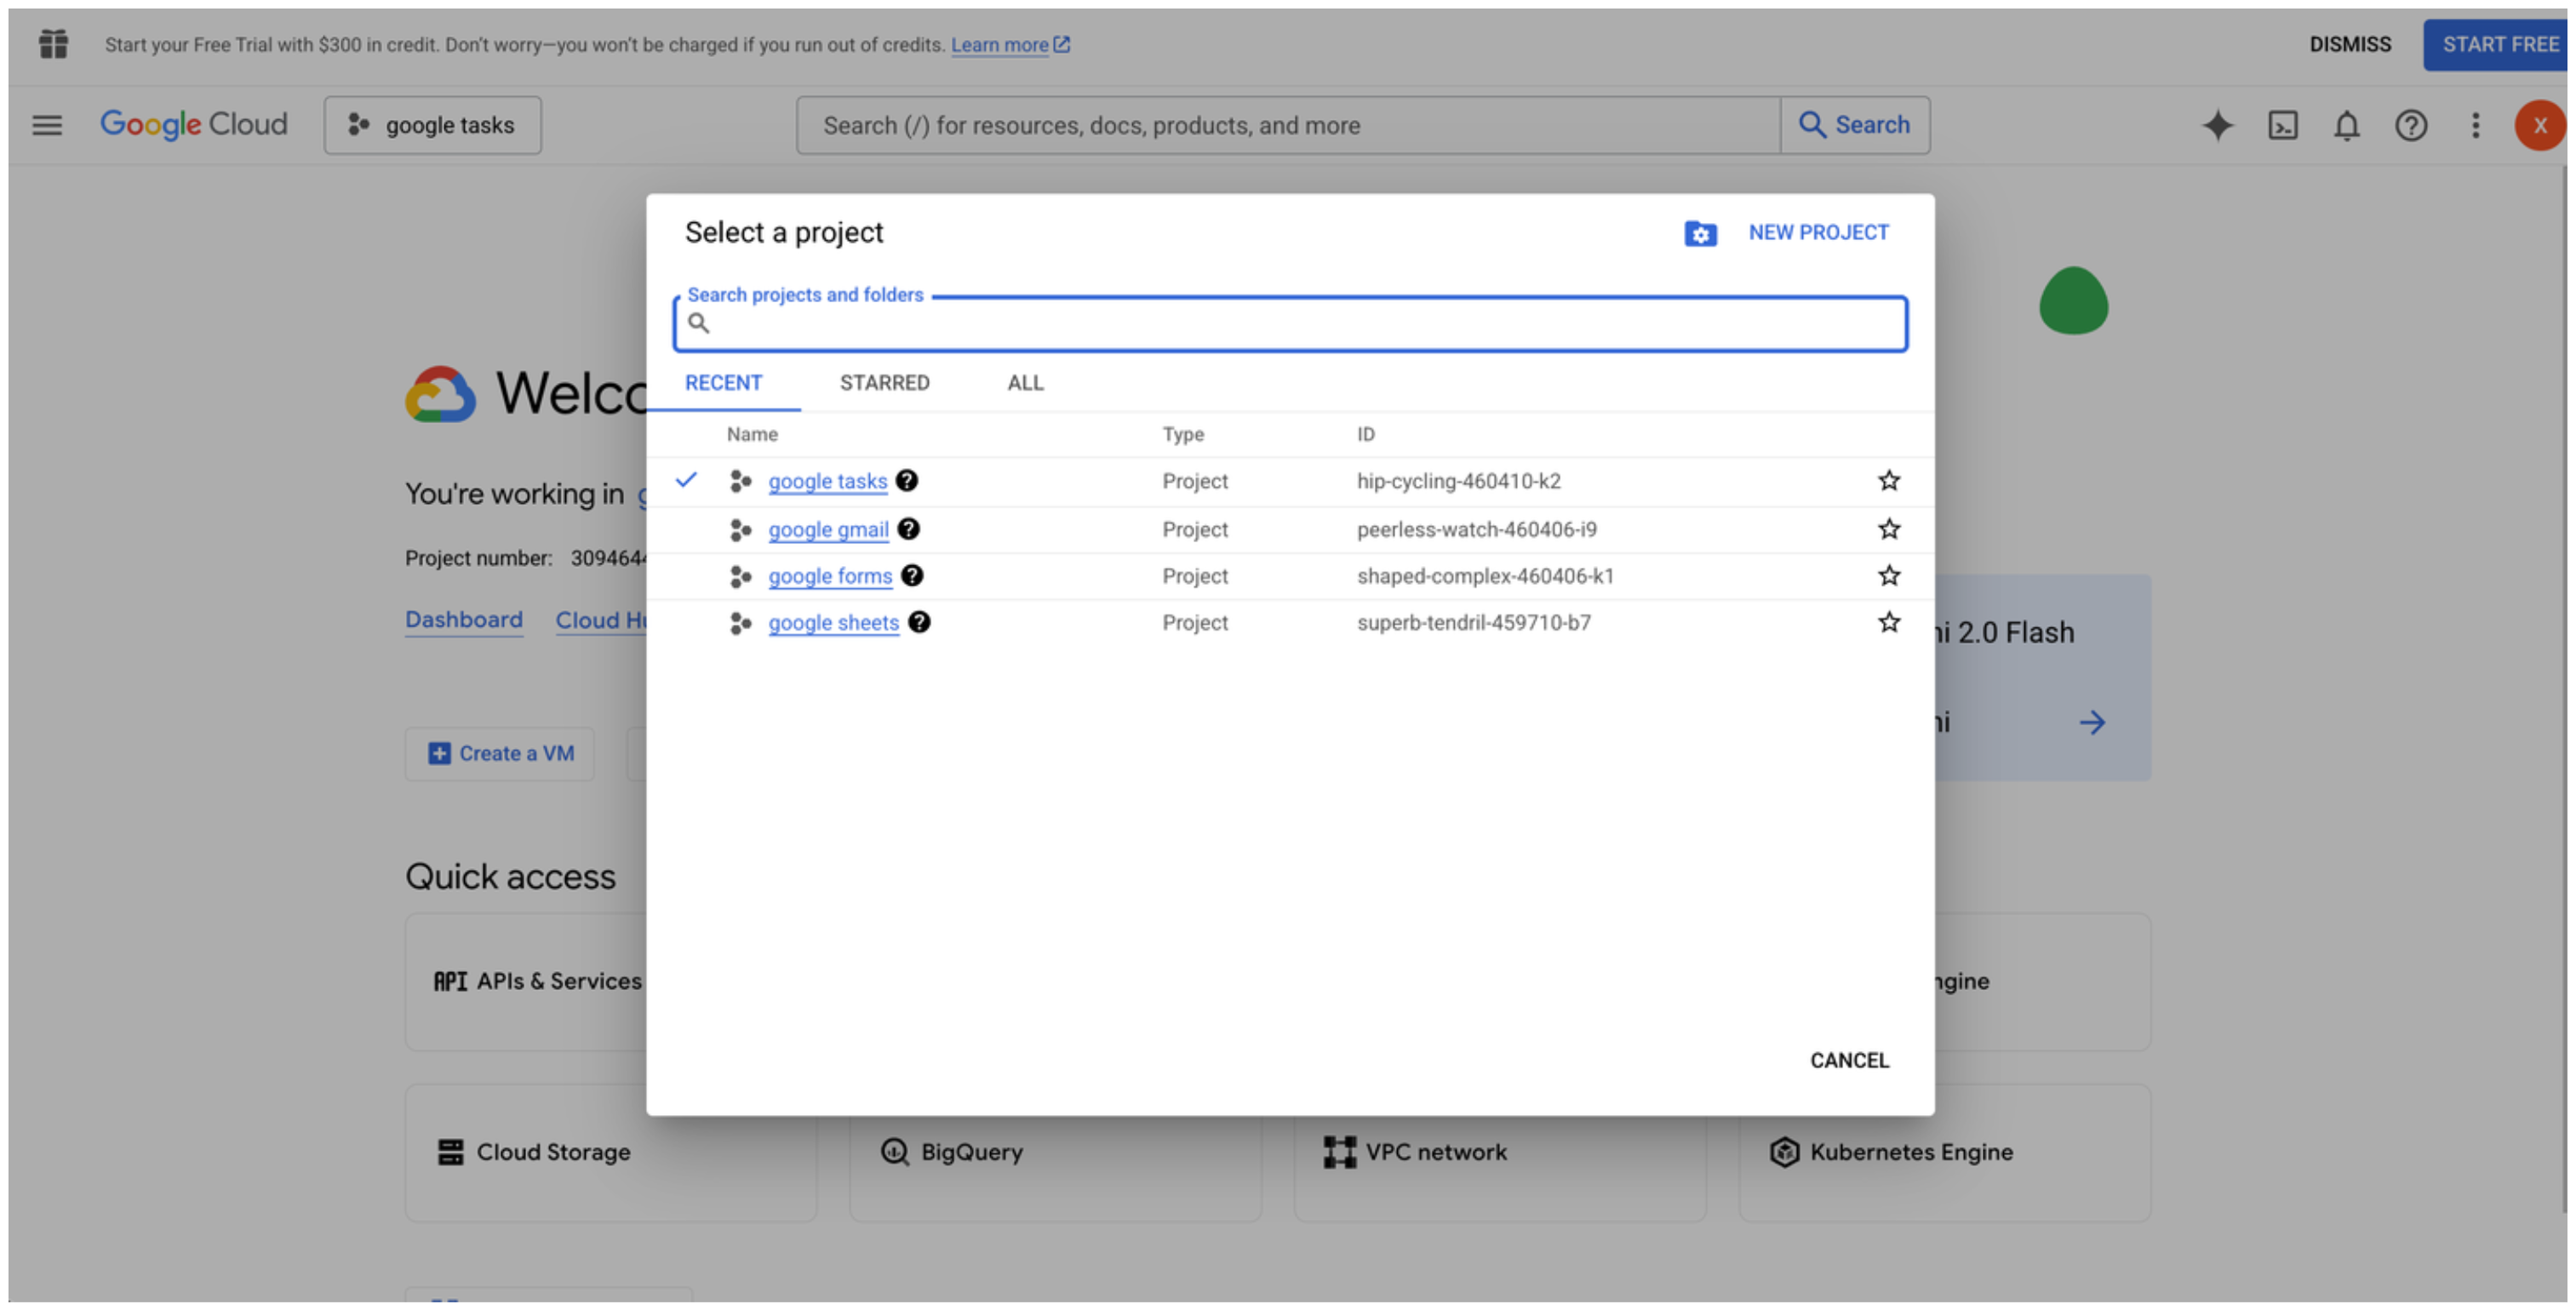 Start your Free Trial with $300 in credit. Don't worry—you won't be charged if you run out of credits. Learn more DISMISS START FREE
Google Cloud google tasks Search (/) for resources, docs, products, and more Search X
Select a project NEW PROJECT
Search projects and folders
RECENT STARRED ALL
Welco
Name Type ID
google tasks Project hip-cycling-460410-k2
You're working in
google gmail Project peerless-watch-460406-i9
Project number: 309464
google forms Project shaped-complex-460406-k1
Dashboard Cloud Hu
google sheets Project superb-tendril-459710-b7
ni 2.0 Flash
ni
Create a VM
Quick access
API APIs & Services
ngine
CANCEL
Cloud Storage BigQuery VPC network Kubernetes Engine